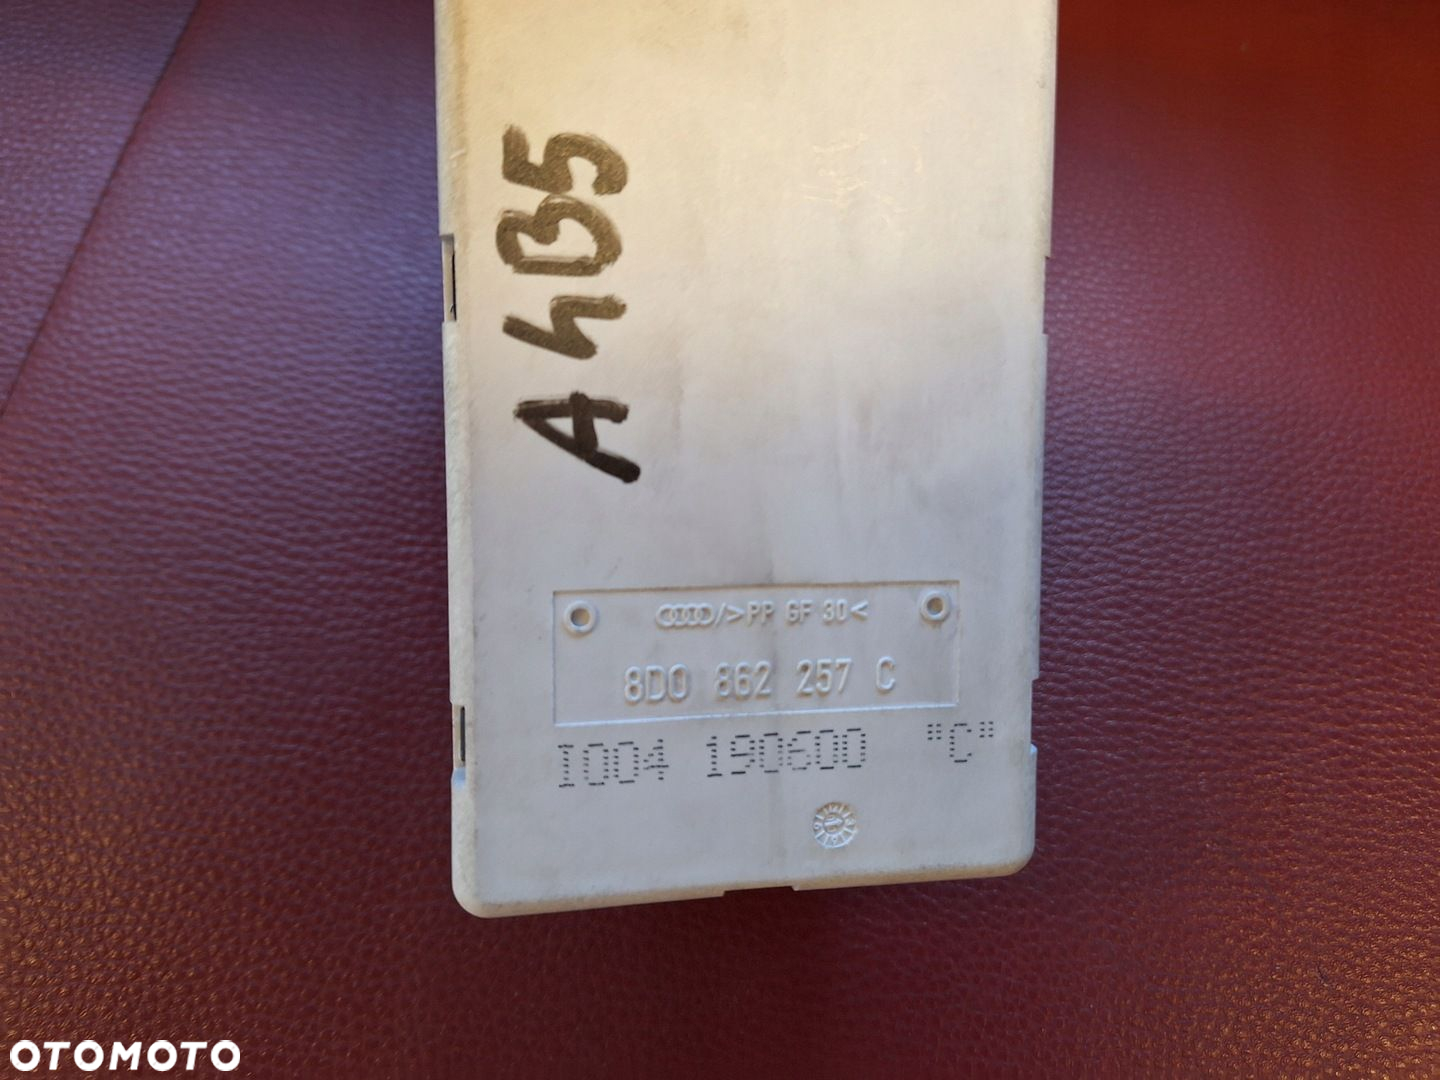 A4B5
/>PP GF 30<
8D0 862 257 C
I004 190600 "C"
OTOMOTO